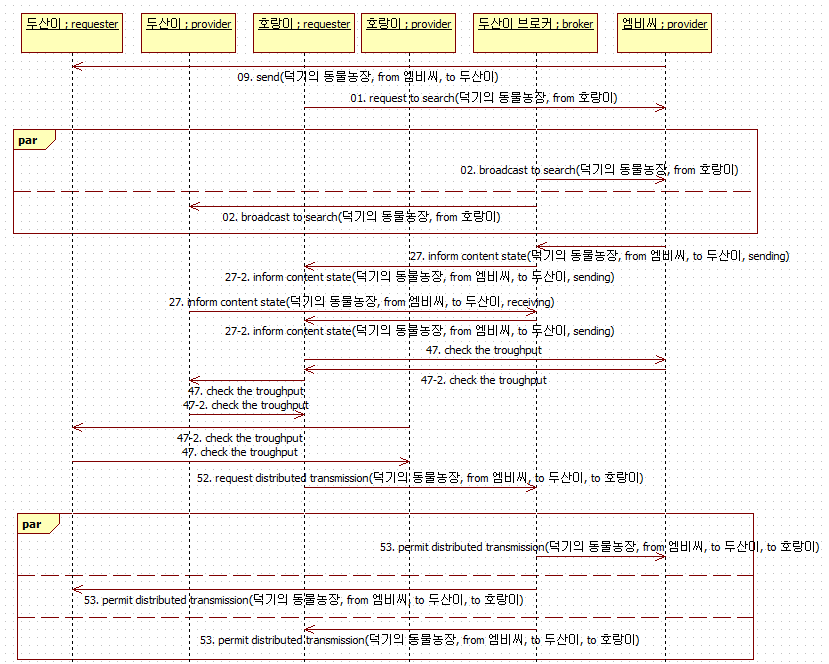 두산이 ; requester
두산이 ; provider
호랑이 ; requester
호랑이 ; provider
두산이 브로커 ; broker
엠비씨 ; provider
09. send(덕기의 동물농장, from 엠비씨, to 두산이)
01. request to search(덕기의 동물농장, from 호랑이)
par
02. broadcast to search(덕기의 동물농장, from 호랑이)
02. broadcast to search(덕기의 동물농장, from 호랑이)
27. inform content state(덕기의 동물농장, from 엠비씨, to 두산이, sending)
27-2. inform content state(덕기의 동물농장, from 엠비씨, to 두산이, sending)
27. inform content state(덕기의 동물농장, from 엠비씨, to 두산이, receiving)
27-2. inform content state(덕기의 동물농장, from 엠비씨, to 두산이, sending)
47. check the troughput
47-2. check the troughput
47. check the troughput
47-2. check the troughput
47-2. check the troughput
47. check the troughput
52. request distributed transmission(덕기의 동물농장, from 엠비씨, to 두산이, to 호랑이)
par
53. permit distributed transmission(덕기의 동물농장, from 엠비씨, to 두산이, to 호랑이)
53. permit distributed transmission(덕기의 동물농장, from 엠비씨, to 두산이, to 호랑이)
53. permit distributed transmission(덕기의 동물농장, from 엠비씨, to 두산이, to 호랑이)